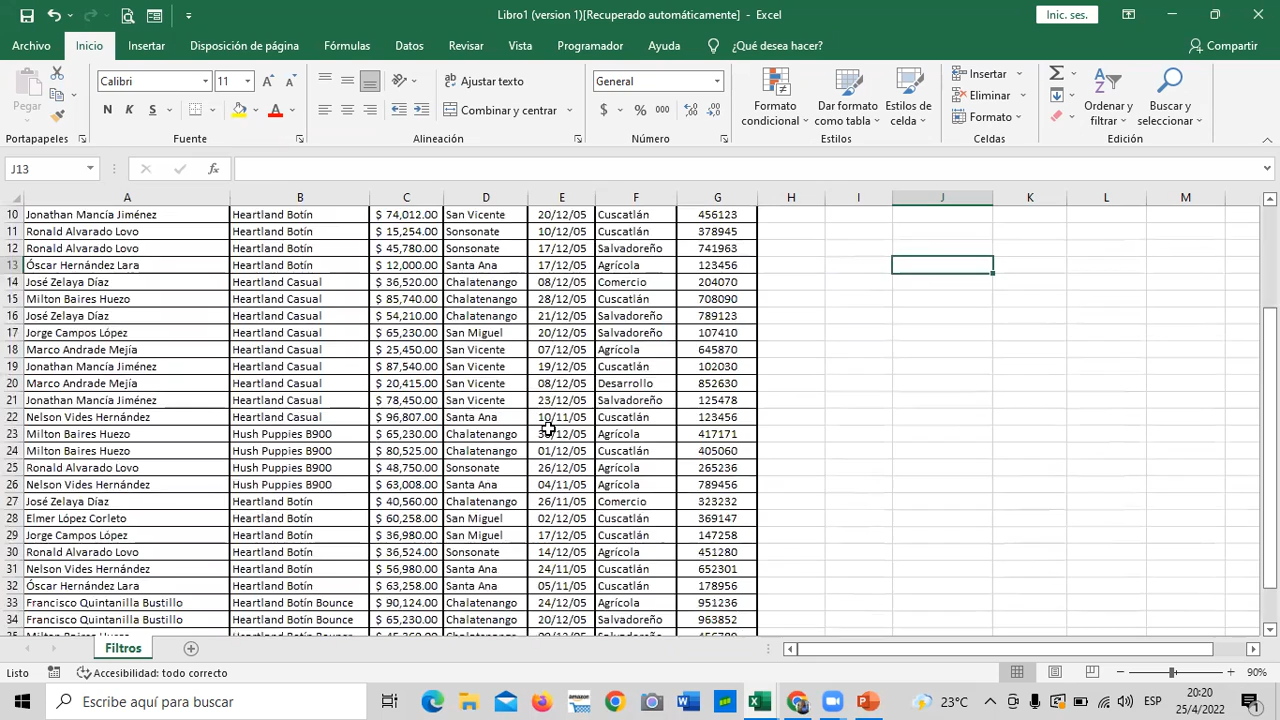 Libro1 (version 1)[Recuperado automáticamente] - Excel
Inic. ses.
Archivo Inicio Insertar Disposición de página Fórmulas Datos Revisar Vista Programador Ayuda ¿Qué desea hacer? Compartir
Pegar
Calibri 11
N K S
Ajustar texto
Combinar y centrar
General
$ % 000
Formato condicional
Dar formato como tabla
Estilos de celda
Insertar
Eliminar
Formato
Ordenar y filtrar
Buscar y seleccionar
Portapapeles Fuente Alineación Número Estilos Celdas Edición
J13 fx
A B C D E F G H I J K L M
10 Jonathan Mancía Jiménez Heartland Botín $ 74,012.00 San Vicente 20/12/05 Cuscatlán 456123
11 Ronald Alvarado Lovo Heartland Botín $ 15,254.00 Sonsonate 10/12/05 Cuscatlán 378945
12 Ronald Alvarado Lovo Heartland Botín $ 45,780.00 Sonsonate 17/12/05 Salvadoreño 741963
13 Óscar Hernández Lara Heartland Botín $ 12,000.00 Santa Ana 17/12/05 Agrícola 123456
14 José Zelaya Díaz Heartland Casual $ 36,520.00 Chalatenango 08/12/05 Comercio 204070
15 Milton Baires Huezo Heartland Casual $ 85,740.00 Chalatenango 28/12/05 Cuscatlán 708090
16 José Zelaya Díaz Heartland Casual $ 54,210.00 Chalatenango 21/12/05 Salvadoreño 789123
17 Jorge Campos López Heartland Casual $ 65,230.00 San Miguel 20/12/05 Salvadoreño 107410
18 Marco Andrade Mejía Heartland Casual $ 25,450.00 San Vicente 07/12/05 Agrícola 645870
19 Jonathan Mancía Jiménez Heartland Casual $ 87,540.00 San Vicente 19/12/05 Cuscatlán 102030
20 Marco Andrade Mejía Heartland Casual $ 20,415.00 San Vicente 08/12/05 Desarrollo 852630
21 Jonathan Mancía Jiménez Heartland Casual $ 78,450.00 San Vicente 23/12/05 Salvadoreño 125478
22 Nelson Vides Hernández Heartland Casual $ 96,807.00 Santa Ana 10/11/05 Cuscatlán 123456
23 Milton Baires Huezo Hush Puppies B900 $ 65,230.00 Chalatenango Agrícola 417171
24 Milton Baires Huezo Hush Puppies B900 $ 80,525.00 Chalatenango 01/12/05 Cuscatlán 405060
25 Ronald Alvarado Lovo Hush Puppies B900 $ 48,750.00 Sonsonate 26/12/05 Agrícola 265236
26 Nelson Vides Hernández Hush Puppies B900 $ 63,008.00 Santa Ana 04/11/05 Agrícola 789456
27 José Zelaya Díaz Heartland Botín $ 40,560.00 Chalatenango 26/11/05 Comercio 323232
28 Elmer López Corleto Heartland Botín $ 60,258.00 San Miguel 02/12/05 Cuscatlán 369147
29 Jorge Campos López Heartland Botín $ 36,980.00 San Miguel 17/12/05 Cuscatlán 147258
30 Ronald Alvarado Lovo Heartland Botín $ 36,524.00 Sonsonate 14/12/05 Agrícola 451280
31 Nelson Vides Hernández Heartland Botín $ 56,980.00 Santa Ana 24/11/05 Cuscatlán 652301
32 Óscar Hernández Lara Heartland Botín $ 63,258.00 Santa Ana 05/11/05 Cuscatlán 178956
33 Francisco Quintanilla Bustillo Heartland Botín Bounce $ 90,124.00 Chalatenango 24/12/05 Agrícola 951236
34 Francisco Quintanilla Bustillo Heartland Botín Bounce $ 65,230.00 Chalatenango 20/12/05 Salvadoreño 963852
Filtros
Listo Accesibilidad: todo correcto 90%
Escribe aquí para buscar
amazon
23°C
ESP
20:20
25/4/2022